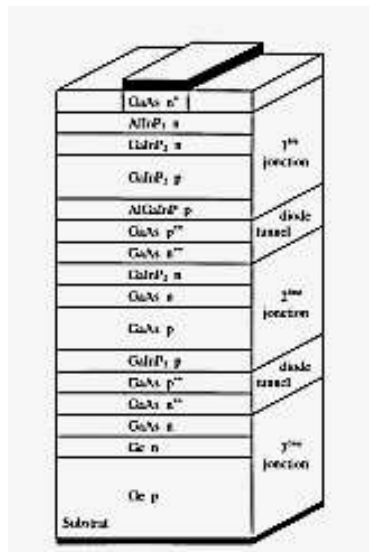 GaAs n⁺
AlInP₂ n
GaInP₂ n
GaInP₂ p
AlGaInP p
GaAs p⁺⁺
GaAs n⁺⁺
GaInP₂ n
GaAs n
GaAs p
GaInP₂ p
GaAs p⁺⁺
GaAs n⁺⁺
GaAs n
Ge n
Ge p
Substrat
1ère
jonction
diode
tunnel
2ème
jonction
diode
tunnel
3ème
jonction